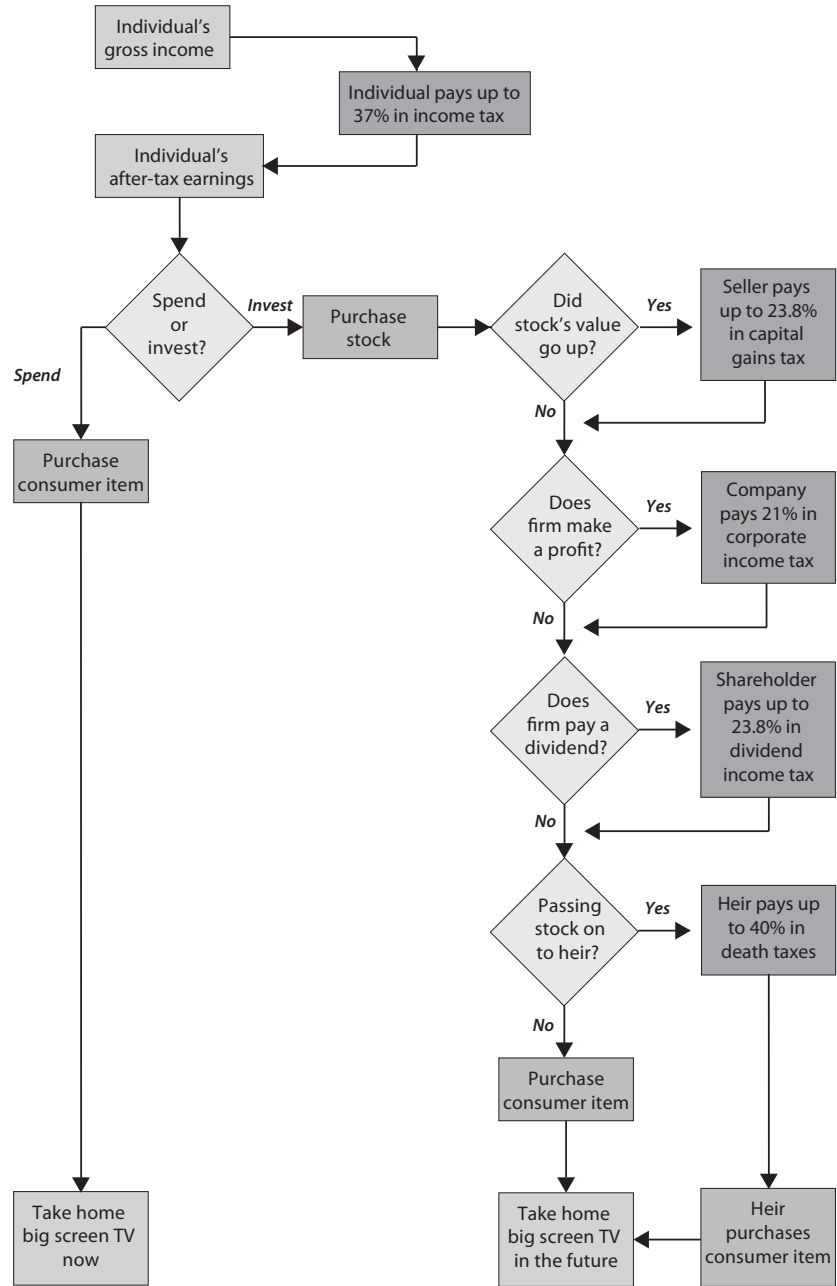 Individual's
gross income
Individual pays up to
37% in income tax
Individual's
after-tax earnings
Spend
or
invest?
Invest
Purchase
stock
Did
stock's value
go up?
Yes
Seller pays
up to 23.8%
in capital
gains tax
Spend
No
Purchase
consumer item
Does
firm make
a profit?
Yes
Company
pays 21% in
corporate
income tax
No
Does
firm pay a
dividend?
Yes
Shareholder
pays up to
23.8% in
dividend
income tax
No
Passing
stock on
to heir?
Yes
Heir pays up
to 40% in
death taxes
No
Purchase
consumer item
Take home
big screen TV
now
Take home
big screen TV
in the future
Heir
purchases
consumer item